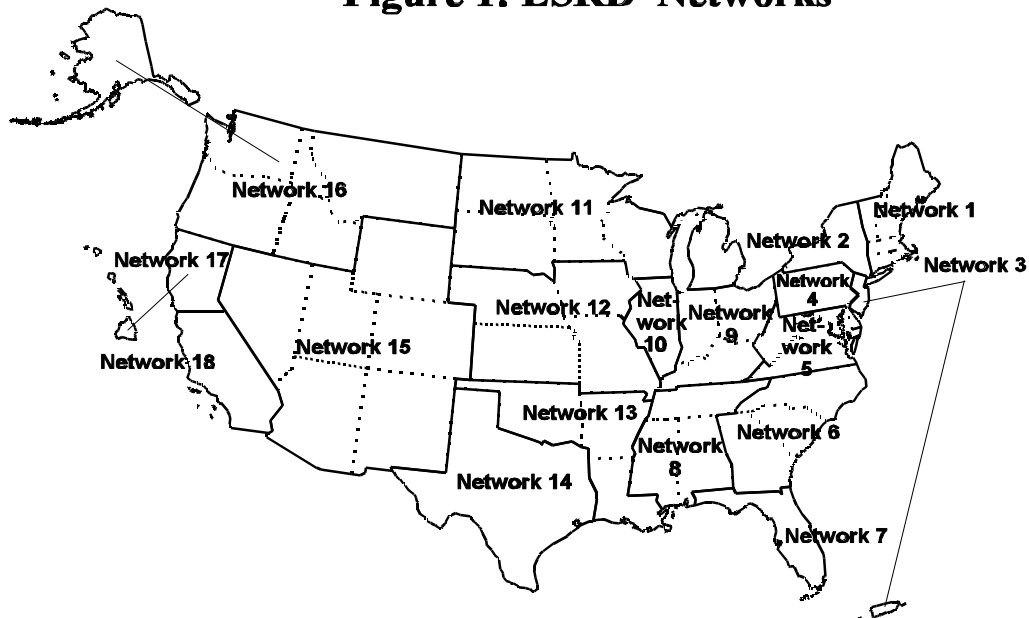 Figure 1: ESRD Networks
Network 16
Network 11
Network 1
Network 2
Network 17
Network 3
Network
4
Network 12
Net-
work
10
Network
9
Net-
work
5
Network 18
Network 15
Network 13
Network
8
Network 6
Network 14
Network 7